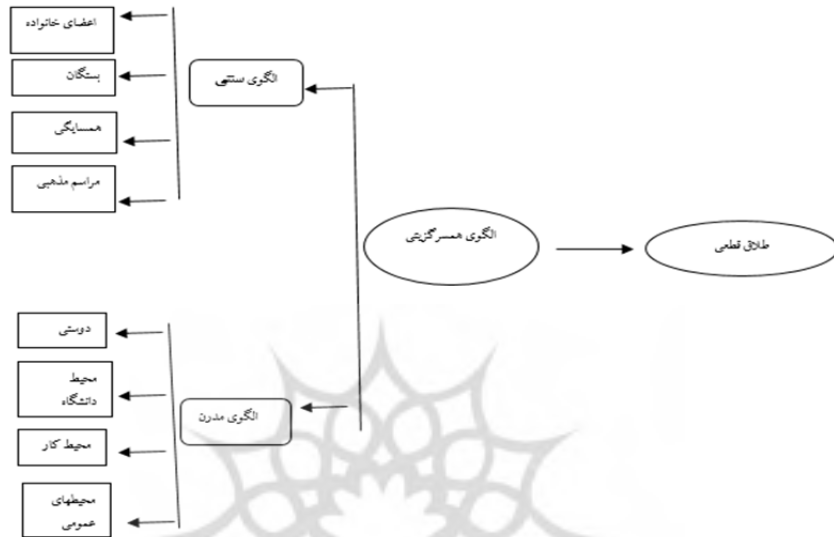 اعضای خانواده
بستگان
الگوی سنتی
همسایگی
مراسم مذهبی
الگوی همسرگزینی
طلاق قطعی
دوستی
محیط
دانشگاه
الگوی مدرن
محیط کار
محیطهای
عمومی